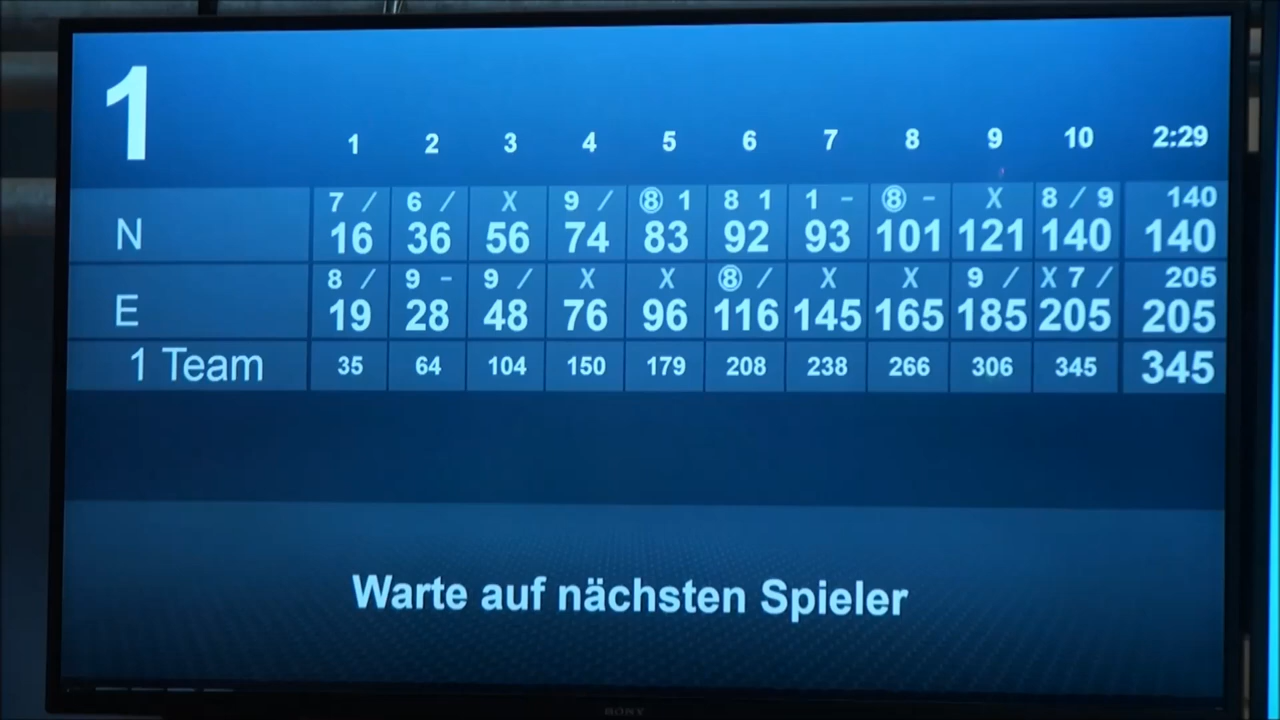 1
1 2 3 4 5 6 7 8 9 10 2:29
7 / 6 / X 9 / 8 1 8 1 1 - 8 - X 8 / 9 140
N 16 36 56 74 83 92 93 101 121 140 140
8 / 9 - 9 / X X 8 / X X 9 / X 7 / 205
E 19 28 48 76 96 116 145 165 185 205 205
1 Team 35 64 104 150 179 208 238 266 306 345 345
Warte auf nächsten Spieler
SONY